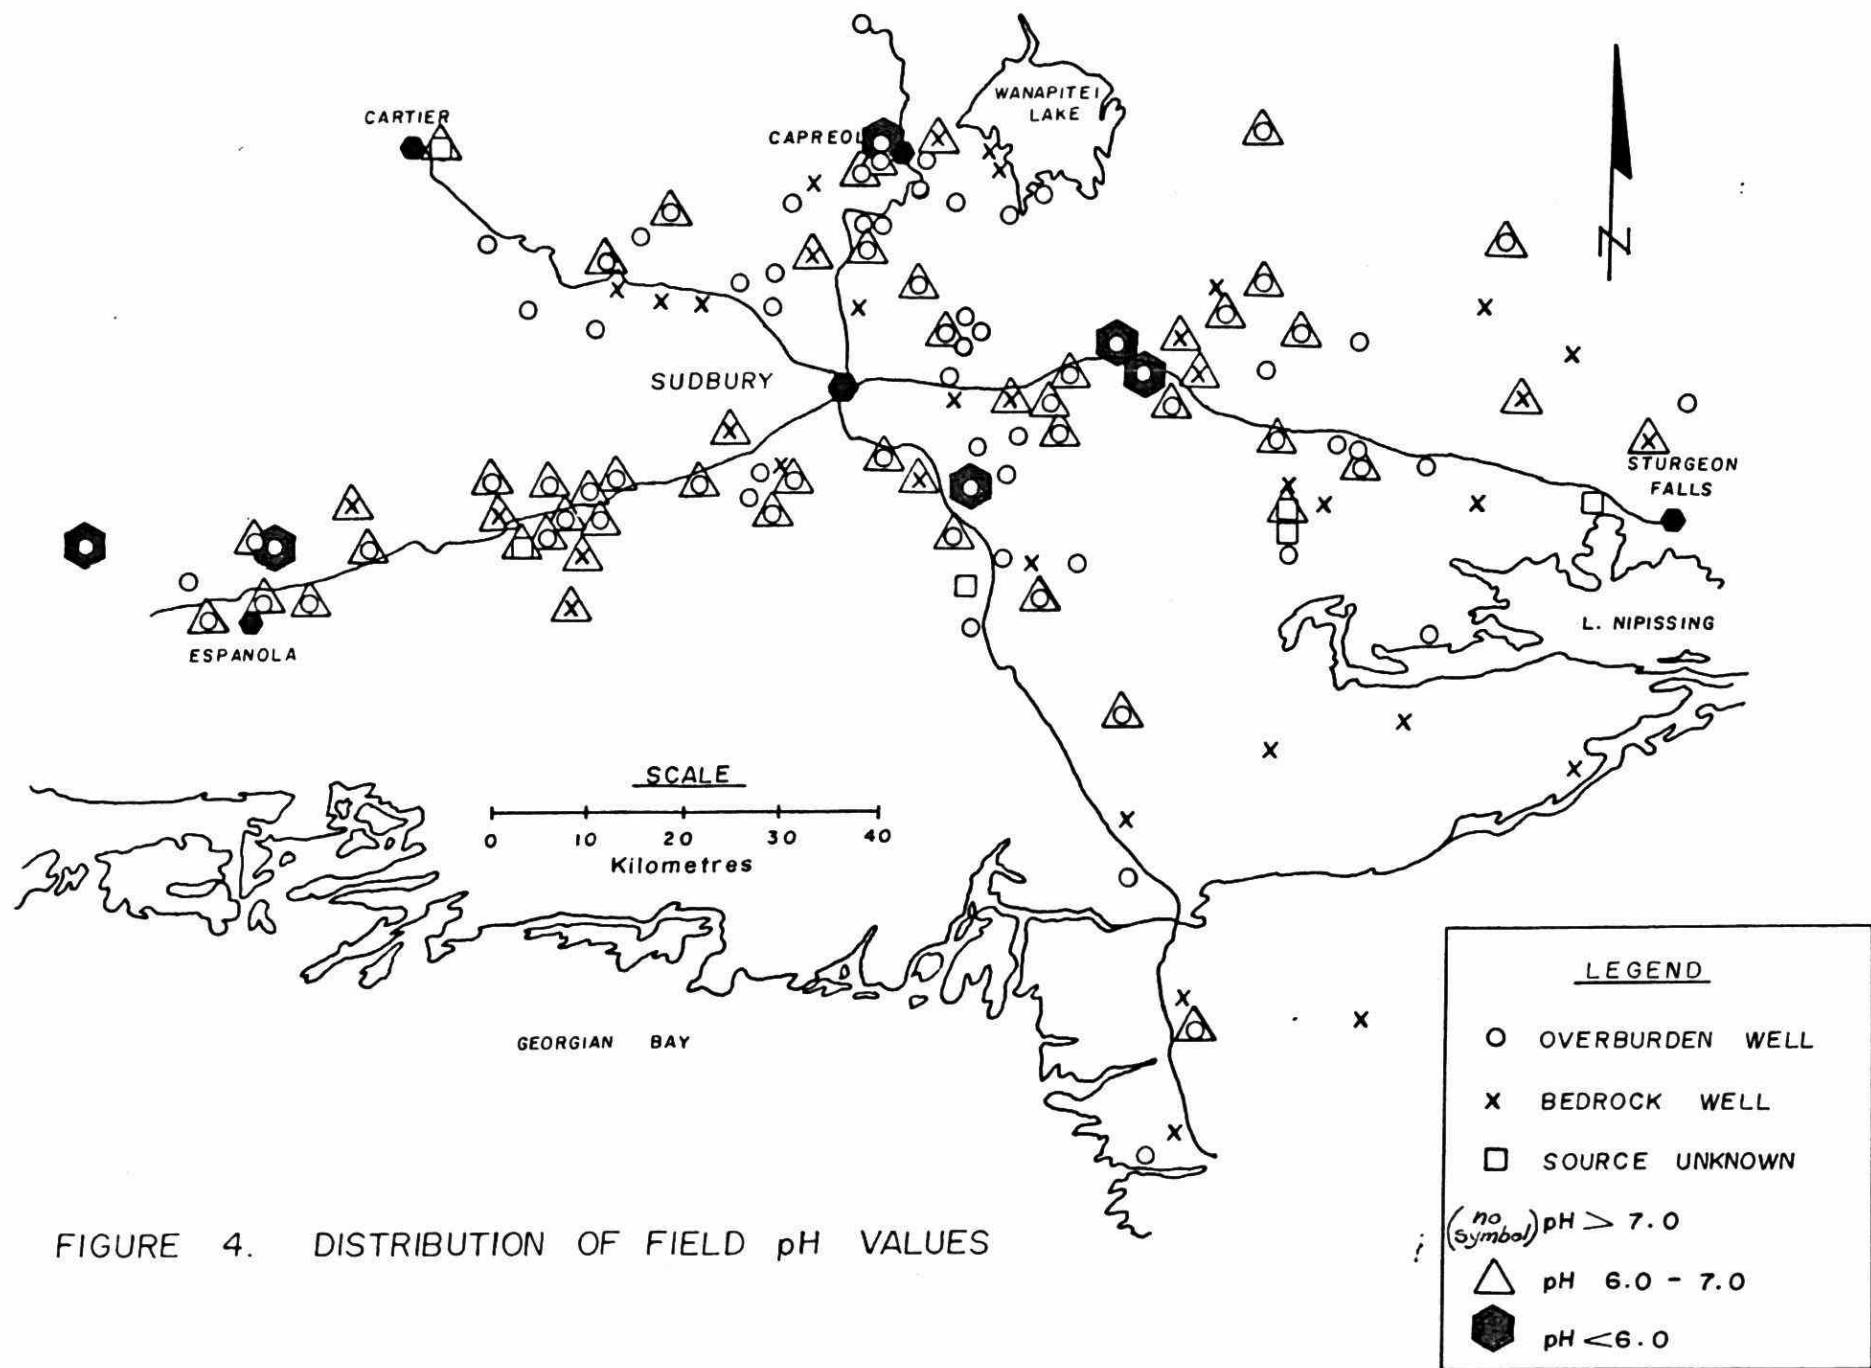 CARTIER
CAPREOL
WANAPITEI
LAKE
N
SUDBURY
STURGEON
FALLS
ESPANOLA
L. NIPISSING
SCALE
0 10 20 30 40
Kilometres
GEORGIAN BAY
LEGEND
OVERBURDEN WELL
X BEDROCK WELL
SOURCE UNKNOWN
(no symbol) pH > 7.0
pH 6.0 - 7.0
pH <6.0
FIGURE 4. DISTRIBUTION OF FIELD pH VALUES